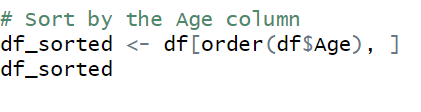 # Sort by the Age column
df_sorted <- df[order(df$Age), ]
df_sorted